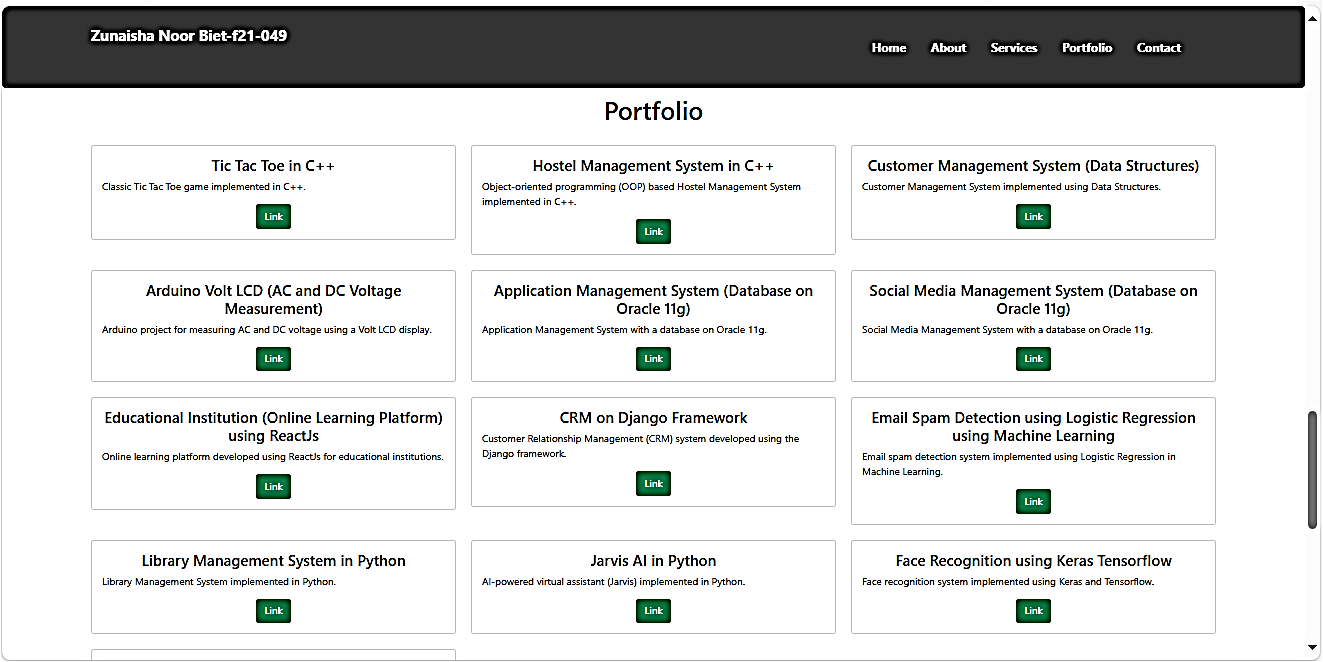 Zunaisha Noor Biet-f21-049
Home About Services Portfolio Contact
Portfolio
Tic Tac Toe in C++
Classic Tic Tac Toe game implemented in C++.
Link
Hostel Management System in C++
Object-oriented programming (OOP) based Hostel Management System
implemented in C++.
Link
Customer Management System (Data Structures)
Customer Management System implemented using Data Structures.
Link
Arduino Volt LCD (AC and DC Voltage
Measurement)
Arduino project for measuring AC and DC voltage using a Volt LCD display.
Link
Application Management System (Database on
Oracle 11g)
Application Management System with a database on Oracle 11g.
Link
Social Media Management System (Database on
Oracle 11g)
Social Media Management System with a database on Oracle 11g.
Link
Educational Institution (Online Learning Platform)
using ReactJs
Online learning platform developed using ReactJs for educational institutions.
Link
CRM on Django Framework
Customer Relationship Management (CRM) system developed using the
Django framework.
Link
Email Spam Detection using Logistic Regression
using Machine Learning
Email spam detection system implemented using Logistic Regression in
Machine Learning.
Link
Library Management System in Python
Library Management System implemented in Python.
Link
Jarvis AI in Python
AI-powered virtual assistant (Jarvis) implemented in Python.
Link
Face Recognition using Keras Tensorflow
Face recognition system implemented using Keras and Tensorflow.
Link